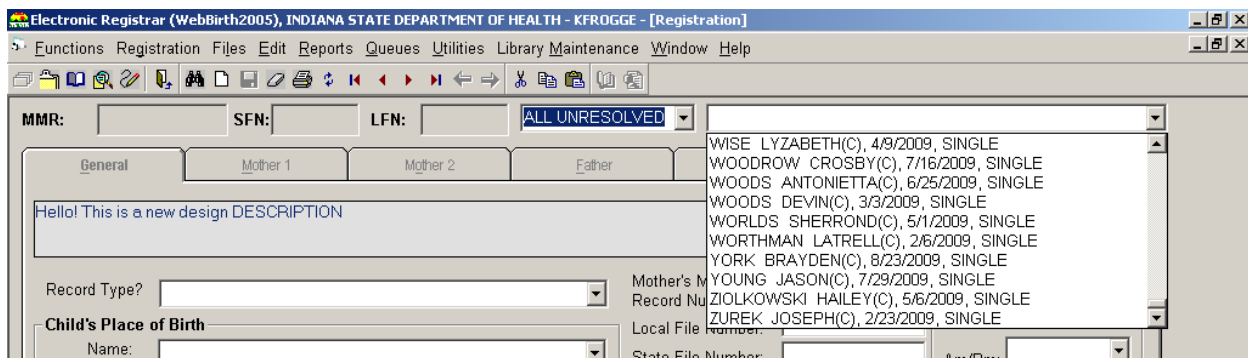 Electronic Registrar (WebBirth2005), INDIANA STATE DEPARTMENT OF HEALTH - KFROGGE - [Registration]
Functions Registration Files Edit Reports Queues Utilities Library Maintenance Window Help
MMR: SFN: LFN: ALL UNRESOLVED
General Mother 1 Mother 2 Father
Hello! This is a new design DESCRIPTION
WISE LYZABETH(C), 4/9/2009, SINGLE
WOODROW CROSBY(C), 7/16/2009, SINGLE
WOODS ANTONIETTA(C), 6/25/2009, SINGLE
WOODS DEVIN(C), 3/3/2009, SINGLE
WORLDS SHERROND(C), 5/1/2009, SINGLE
WORTHMAN LATRELL(C), 2/6/2009, SINGLE
YORK BRAYDEN(C), 8/23/2009, SINGLE
YOUNG JASON(C), 7/29/2009, SINGLE
ZIOLKOWSKI HAILEY(C), 5/6/2009, SINGLE
ZUREK JOSEPH(C), 2/23/2009, SINGLE
Record Type?
Mother's M
Record Nu
Child's Place of Birth
Local File Number:
Name:
State File Number: